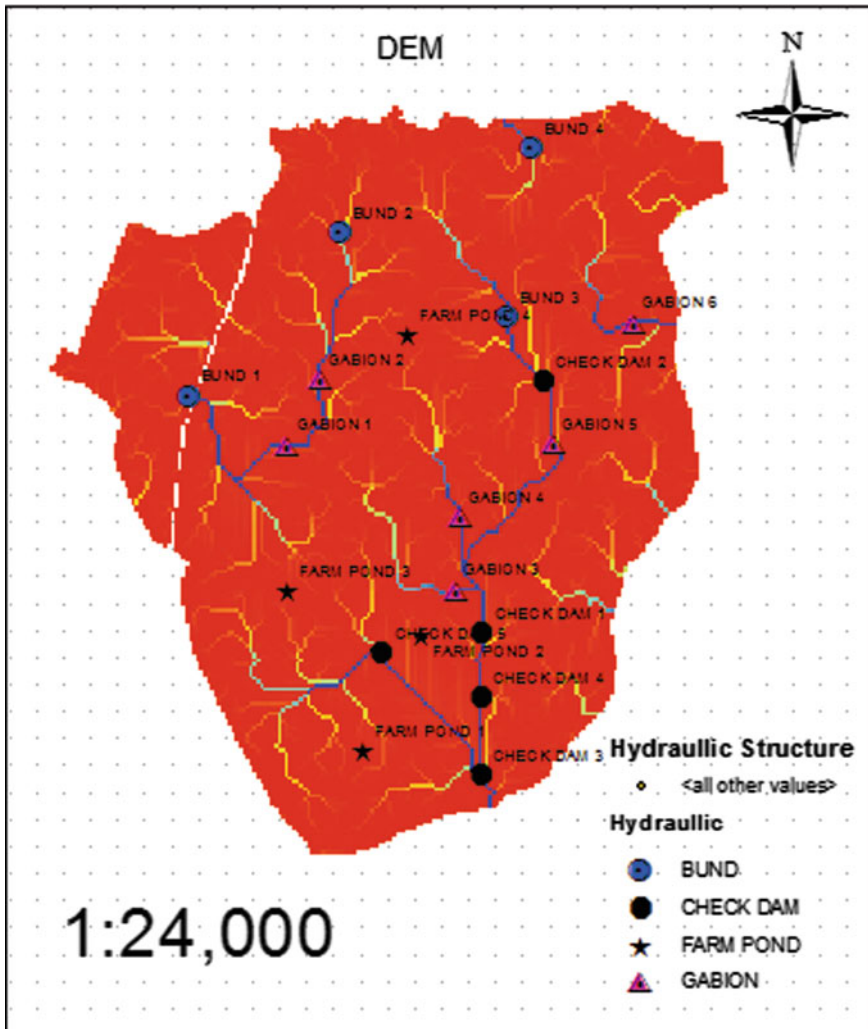 DEM
N
BUND 4
BUND 2
BUND 3
GABION 6
FARM POND 4
GABION 2
CHECK DAM 2
BUND 1
GABION 1
GABION 5
GABION 4
FARM POND 3
GABION 3
CHECK DAM 1
CHECK DAM 5
FARM POND 2
CHECK DAM 4
FARM POND 1
CHECK DAM 3
Hydraullic Structure
<all other values>
Hydraullic
BUND
CHECK DAM
FARM POND
GABION
1:24,000